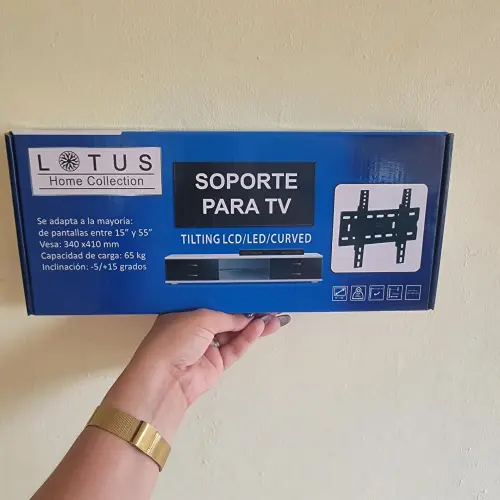 LOTUS
Home Collection
Se adapta a la mayoria:
de pantallas entre 15” y 55”
Vesa: 340 x410 mm
Capacidad de carga: 65 kg
Inclinación: -5/+15 grados
SOPORTE
PARA TV
TILTING LCD/LED/CURVED